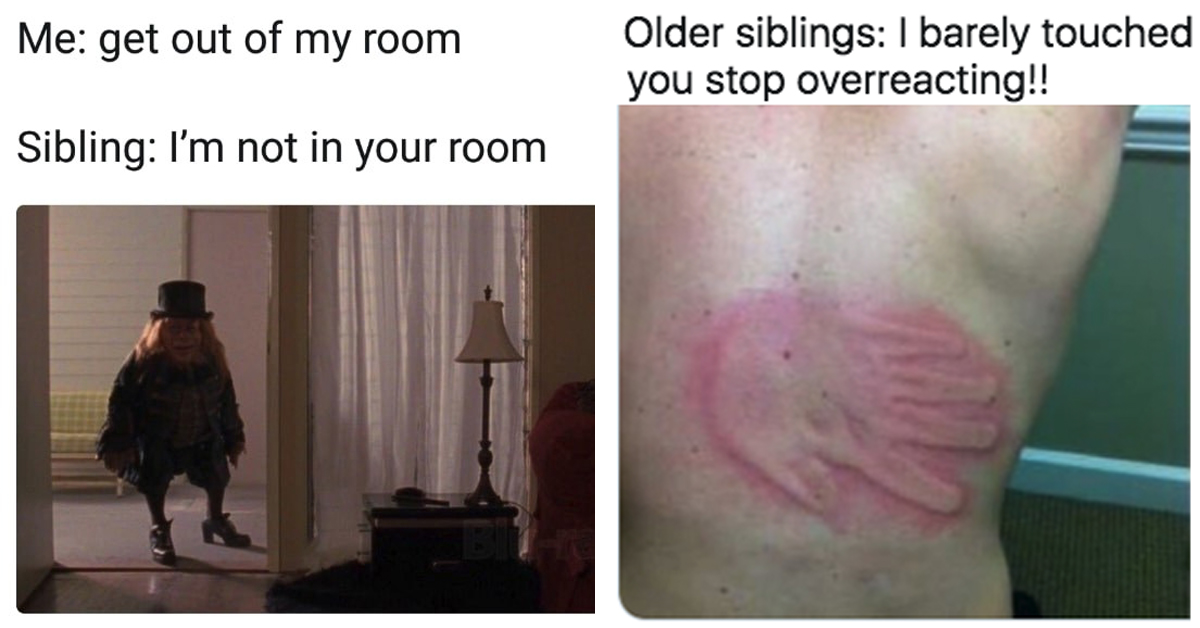 Me: get out of my room
Sibling: I’m not in your room
Older siblings: I barely touched
you stop overreacting!!